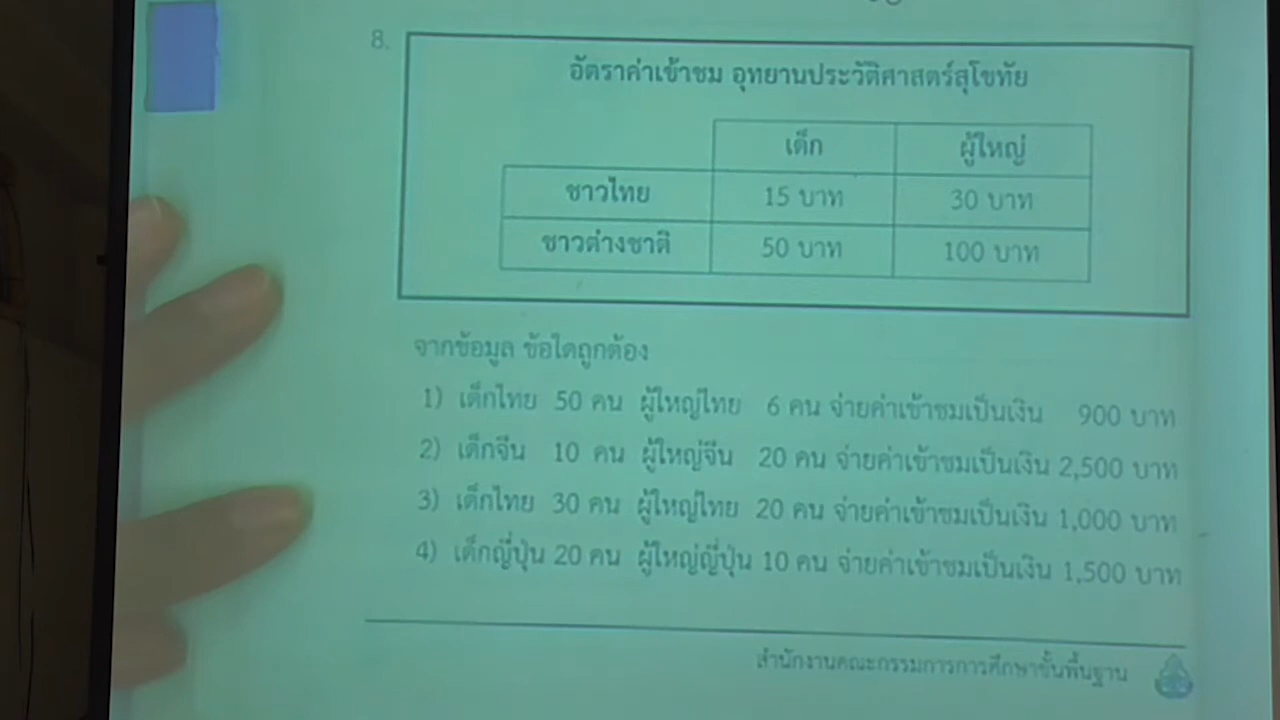 8.
อัตราค่าเข้าชม อุทยานประวัติศาสตร์สุโขทัย
เด็ก ผู้ใหญ่
ชาวไทย 15 บาท 30 บาท
ชาวต่างชาติ 50 บาท 100 บาท
จากข้อมูล ข้อใดถูกต้อง
1) เด็กไทย 50 คน ผู้ใหญ่ไทย 6 คน จ่ายค่าเข้าชมเป็นเงิน 900 บาท
2) เด็กจีน 10 คน ผู้ใหญ่จีน 20 คน จ่ายค่าเข้าชมเป็นเงิน 2,500 บาท
3) เด็กไทย 30 คน ผู้ใหญ่ไทย 20 คน จ่ายค่าเข้าชมเป็นเงิน 1,000 บาท
4) เด็กญี่ปุ่น 20 คน ผู้ใหญ่ญี่ปุ่น 10 คน จ่ายค่าเข้าชมเป็นเงิน 1,500 บาท
สำนักงานคณะกรรมการการศึกษาขั้นพื้นฐาน